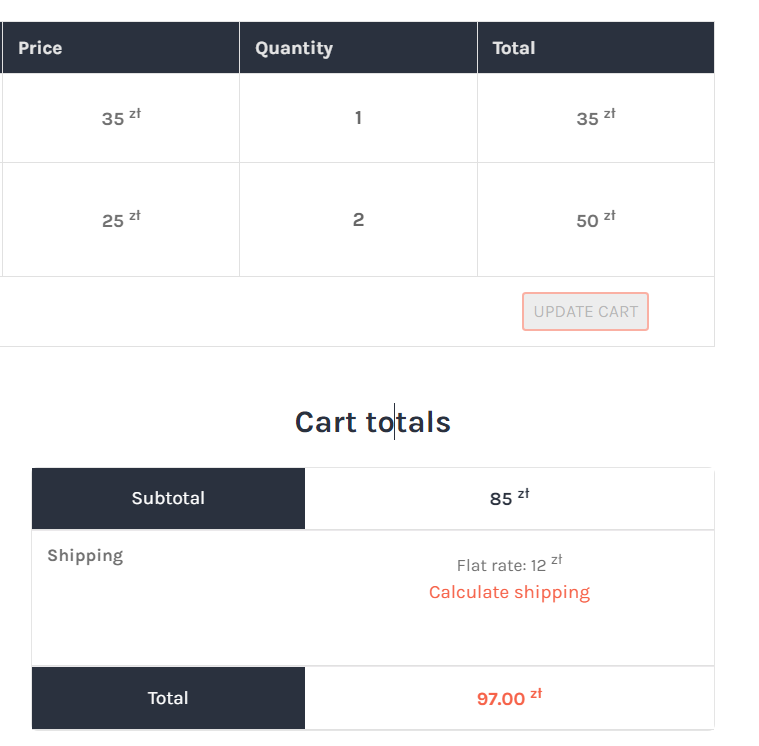 Price Quantity Total
35 zł 1 35 zł
25 zł 2 50 zł
UPDATE CART
Cart totals
Subtotal 85 zł
Shipping Flat rate: 12 zł
Calculate shipping
Total 97.00 zł